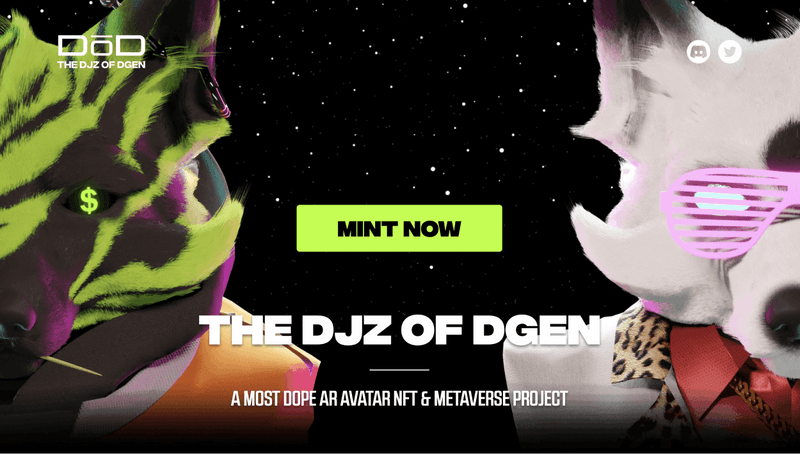 DōD
THE DJZ OF DGEN
$
MINT NOW
THE DJZ OF DGEN
A MOST DOPE AR AVATAR NFT & METAVERSE PROJECT